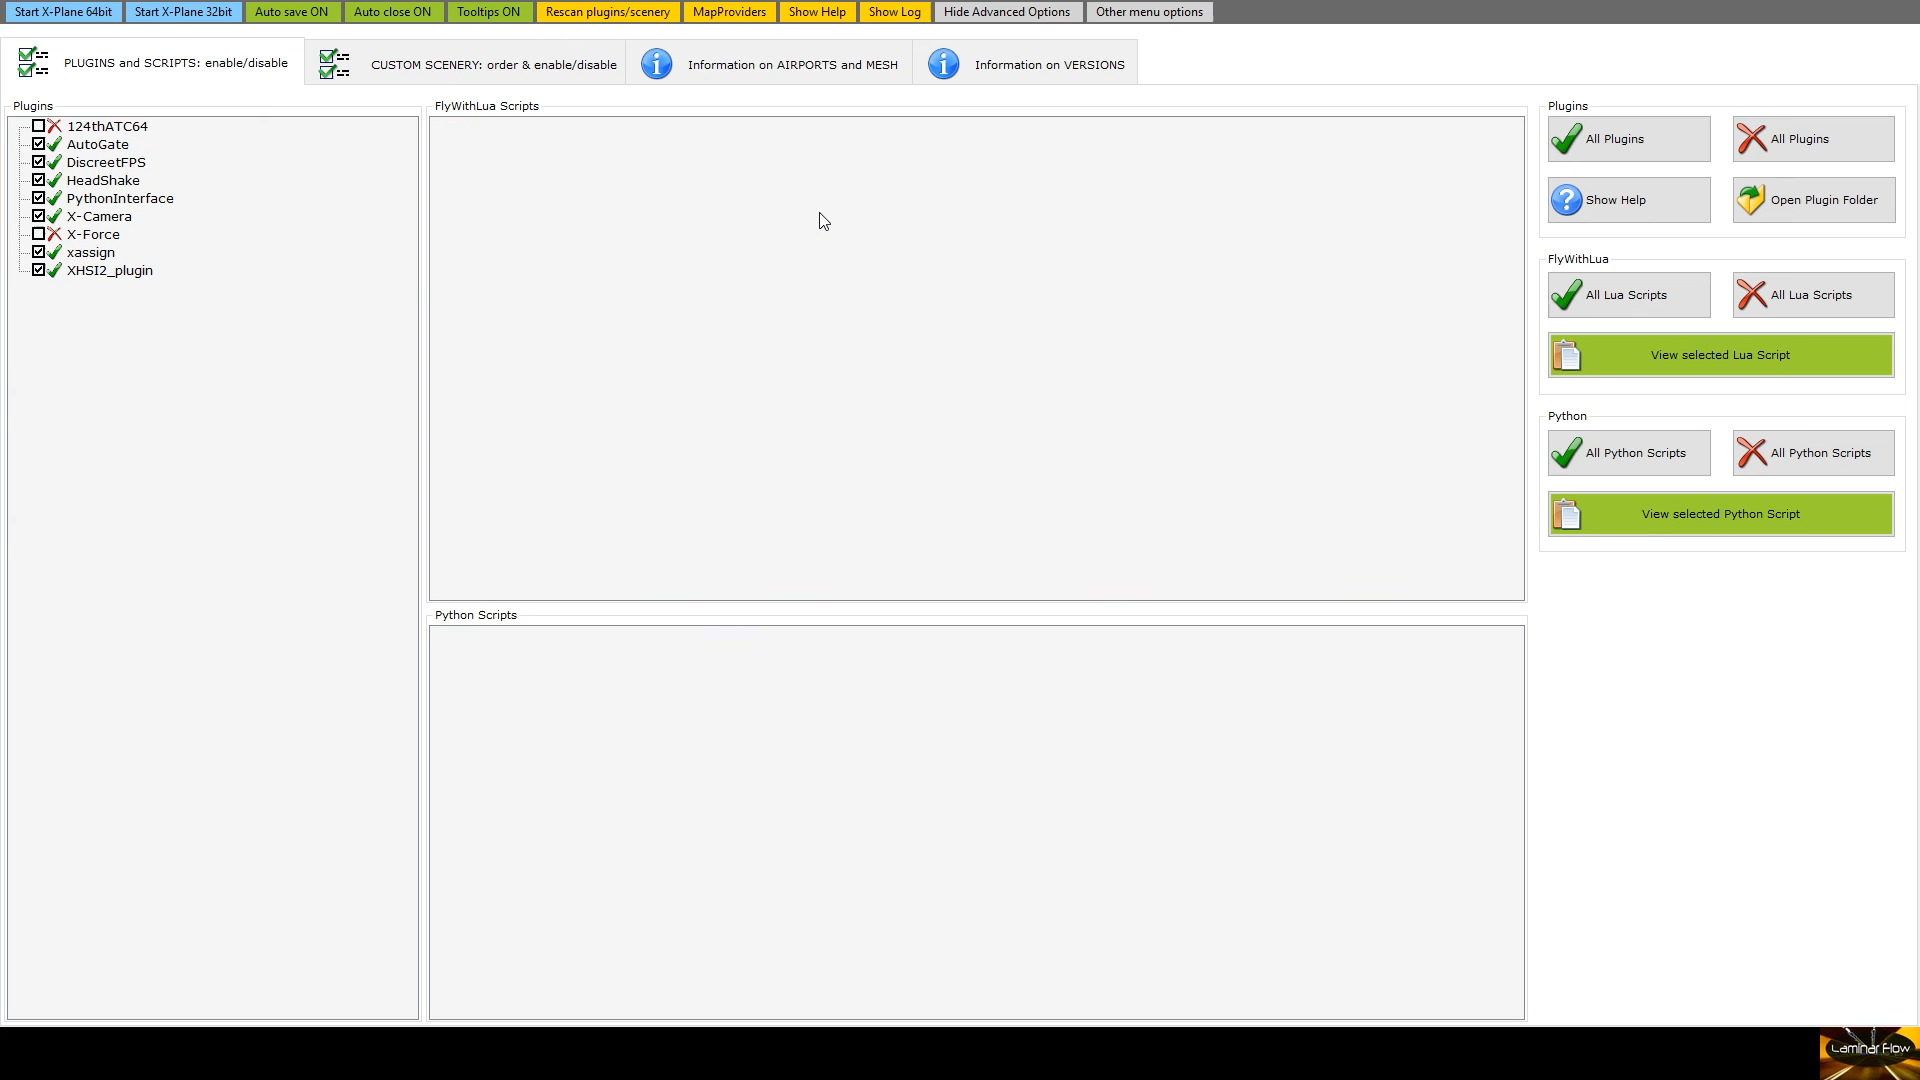 Start X-Plane 64bit Start X-Plane 32bit Auto save ON Auto close ON Tooltips ON Rescan plugins/scenery MapProviders Show Help Show Log Hide Advanced Options Other menu options
PLUGINS and SCRIPTS: enable/disable CUSTOM SCENERY: order & enable/disable Information on AIRPORTS and MESH Information on VERSIONS
Plugins
124thATC64
AutoGate
DiscreetFPS
HeadShake
PythonInterface
X-Camera
X-Force
xassign
XHSI2_plugin
FlyWithLua Scripts
Python Scripts
Plugins
All Plugins All Plugins
Show Help Open Plugin Folder
FlyWithLua
All Lua Scripts All Lua Scripts
View selected Lua Script
Python
All Python Scripts All Python Scripts
View selected Python Script
Laminar Flow